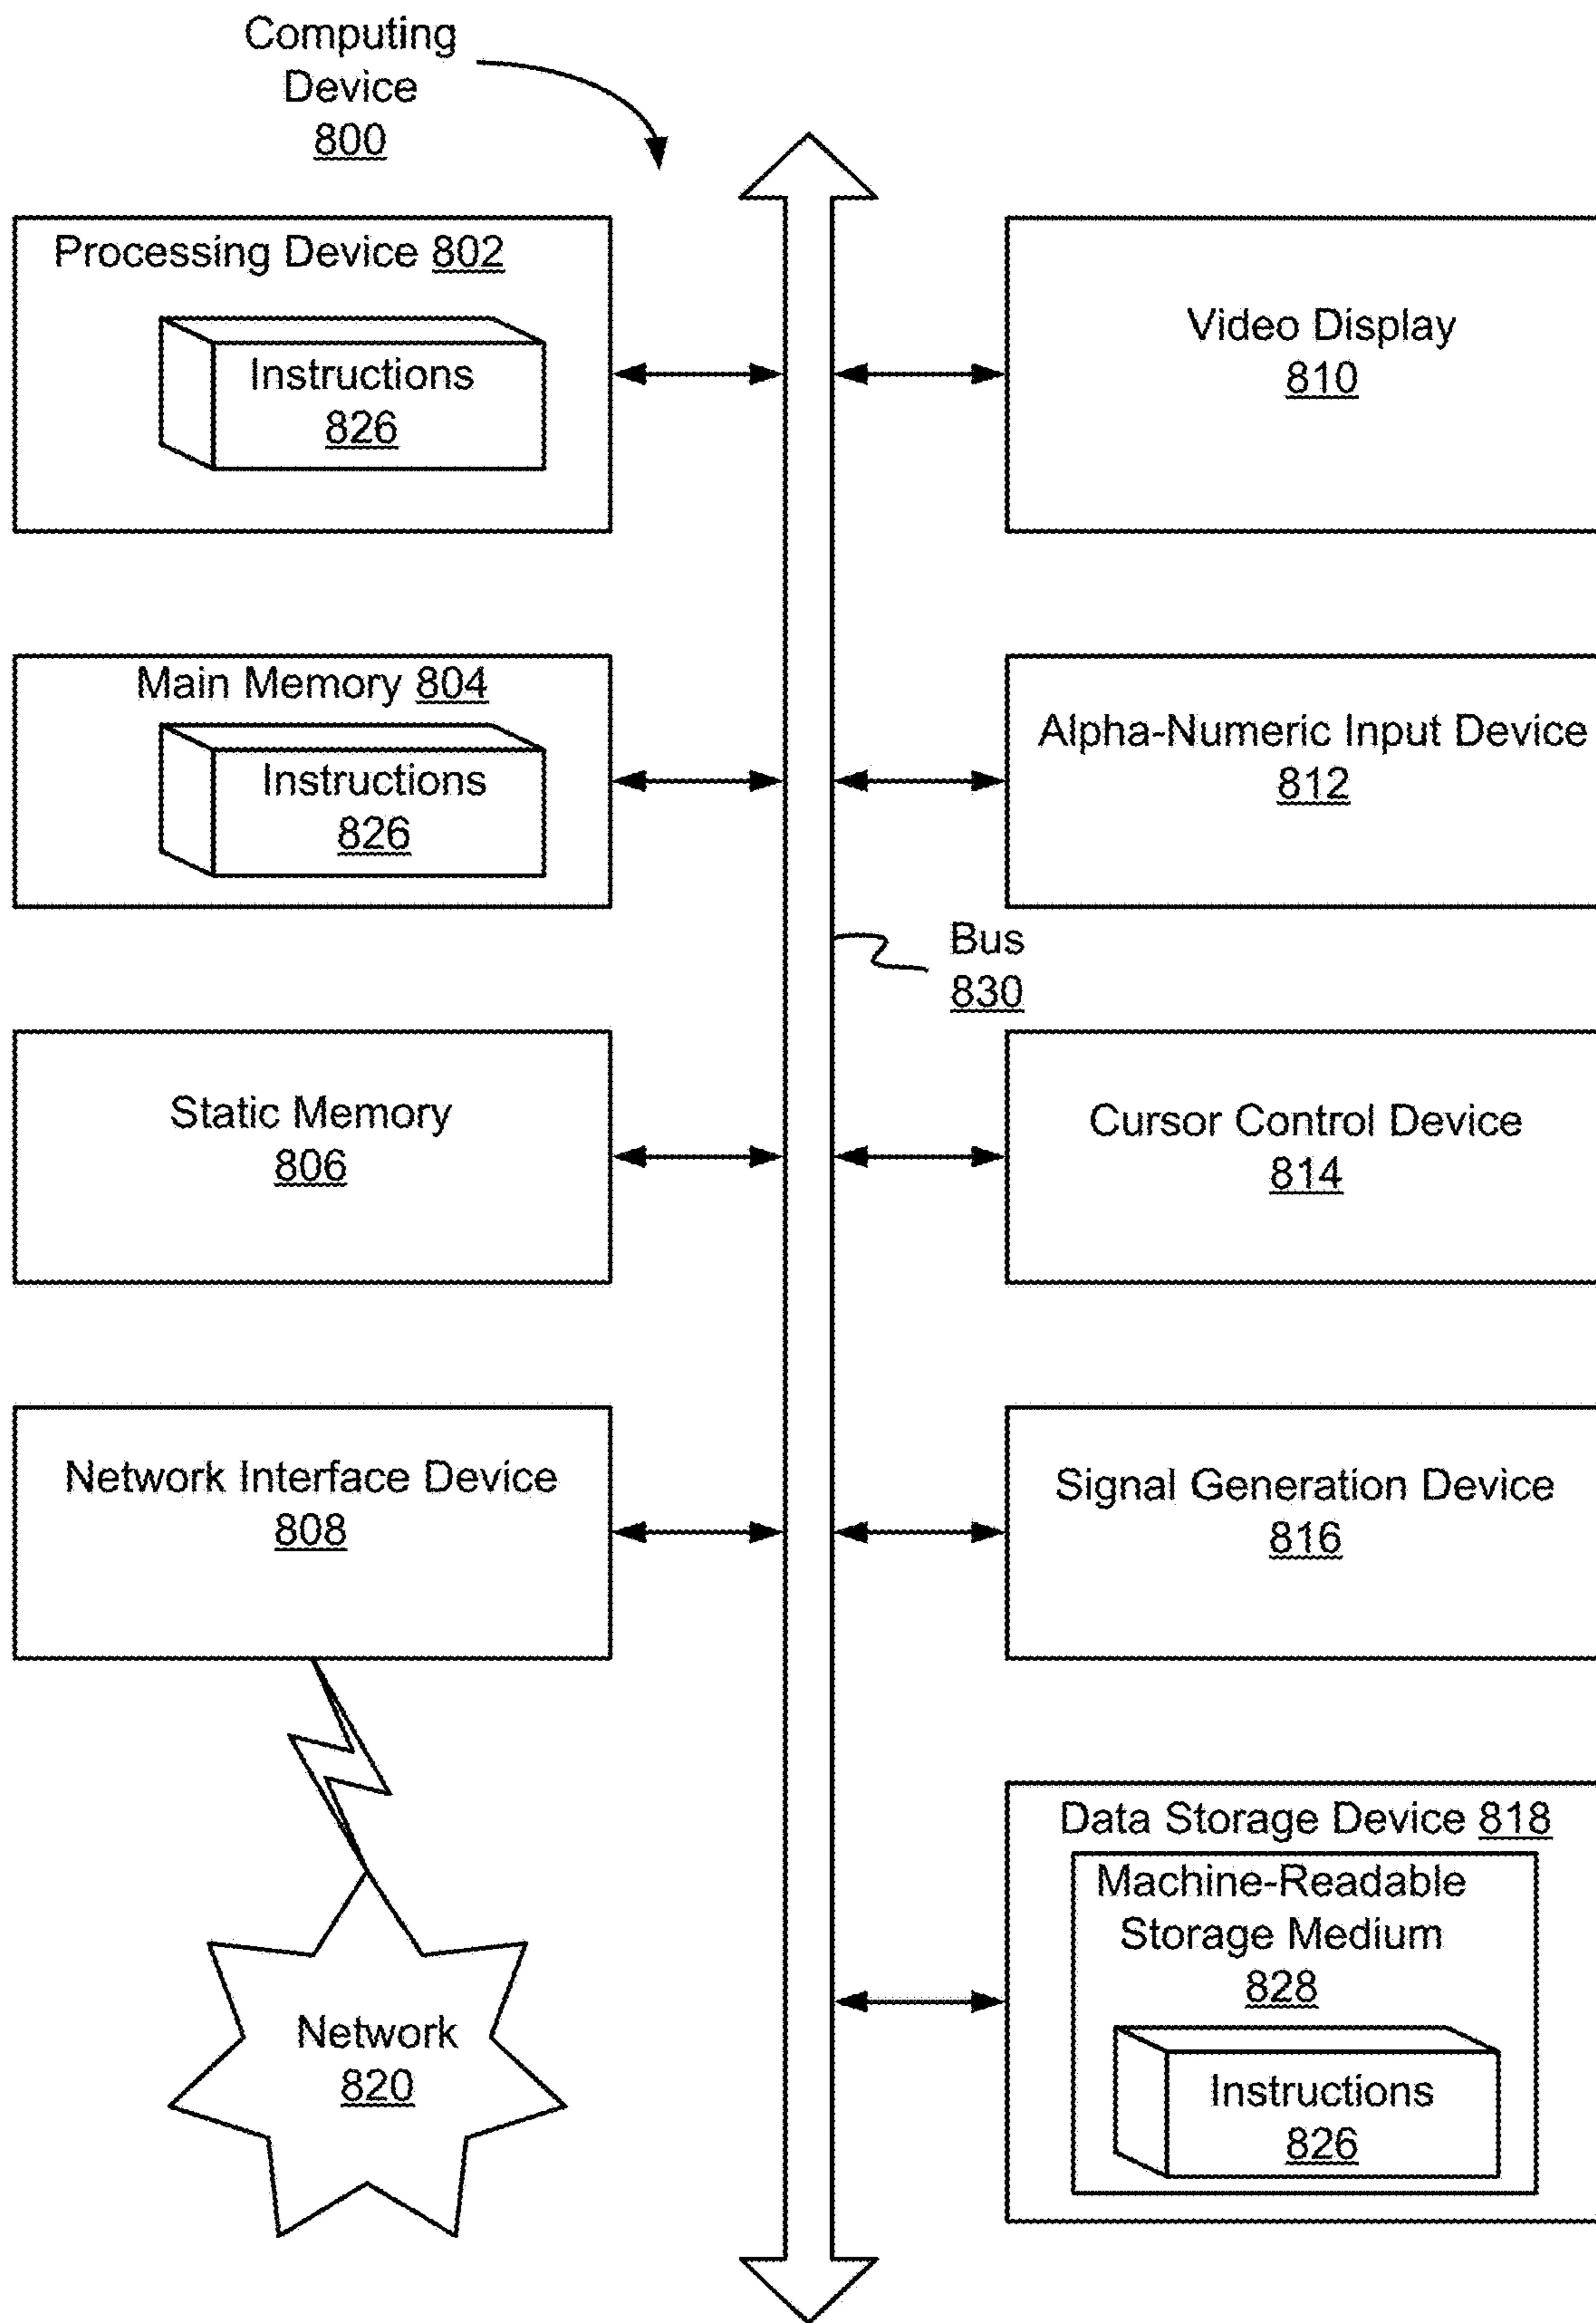 Computing
Device
800
Processing Device 802
Instructions
826
Video Display
810
Main Memory 804
Instructions
826
Alpha-Numeric Input Device
812
Bus
830
Static Memory
806
Cursor Control Device
814
Network Interface Device
808
Signal Generation Device
816
Data Storage Device 818
Machine-Readable
Storage Medium
828
Instructions
826
Network
820